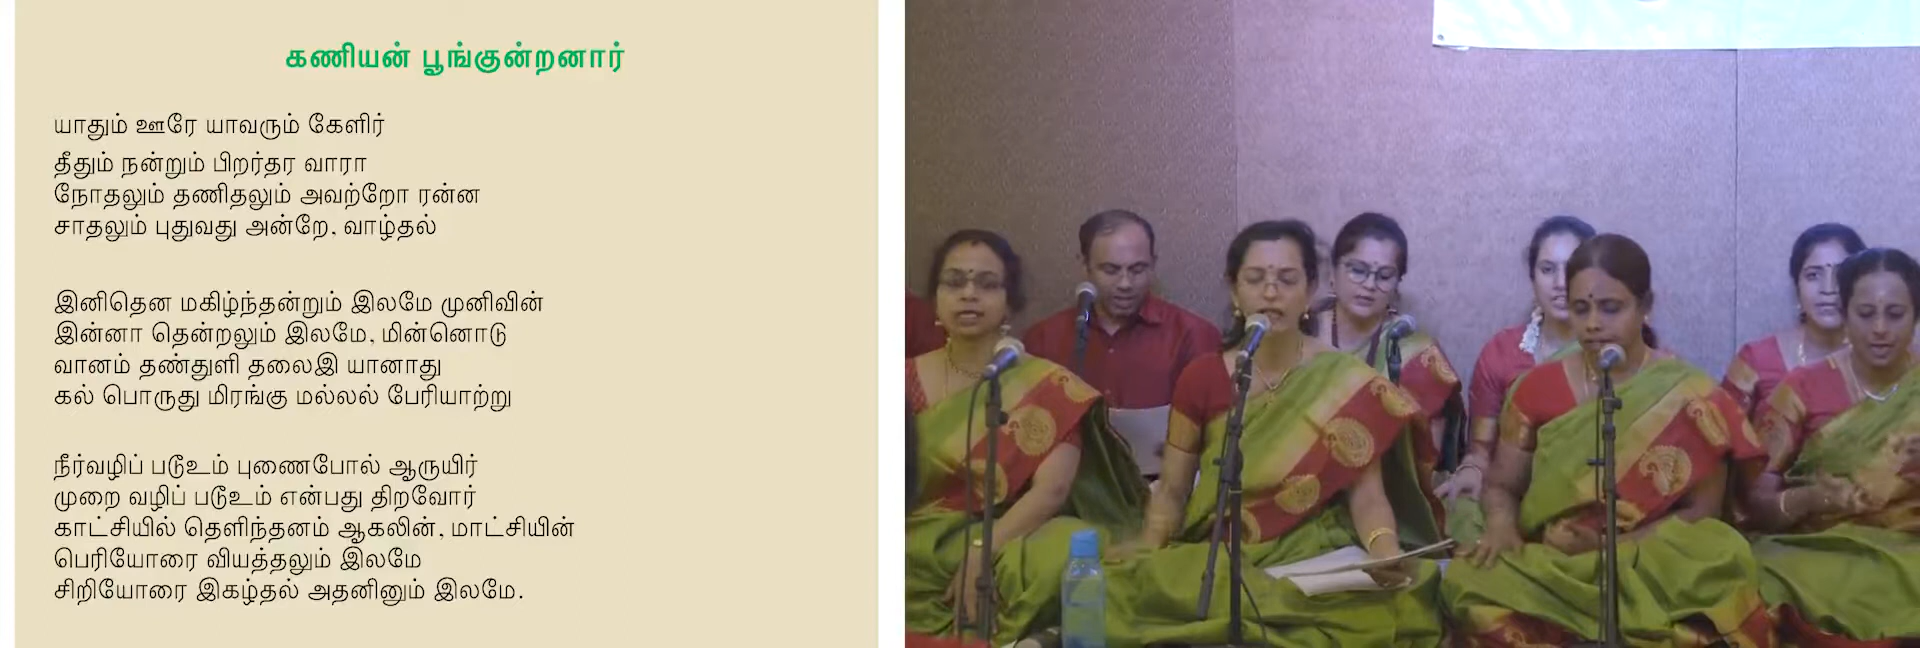 கணியன் பூங்குன்றனார்
யாதும் ஊரே யாவரும் கேளிர்
தீதும் நன்றும் பிறர்தர வாரா
நோதலும் தணிதலும் அவற்றோ ரன்ன
சாதலும் புதுவது அன்றே, வாழ்தல்
இனிதென மகிழ்ந்தன்றும் இலமே முனிவின்
இன்னா தென்றலும் இலமே, மின்னொடு
வானம் தண்துளி தலைஇ யானாது
கல் பொருது மிரங்கு மல்லல் பேரியாற்று
நீர்வழிப் படூஉம் புணைபோல் ஆருயிர்
முறை வழிப் படூஉம் என்பது திறவோர்
காட்சியில் தெளிந்தனம் ஆகலின், மாட்சியின்
பெரியோரை வியத்தலும் இலமே
சிறியோரை இகழ்தல் அதனினும் இலமே.